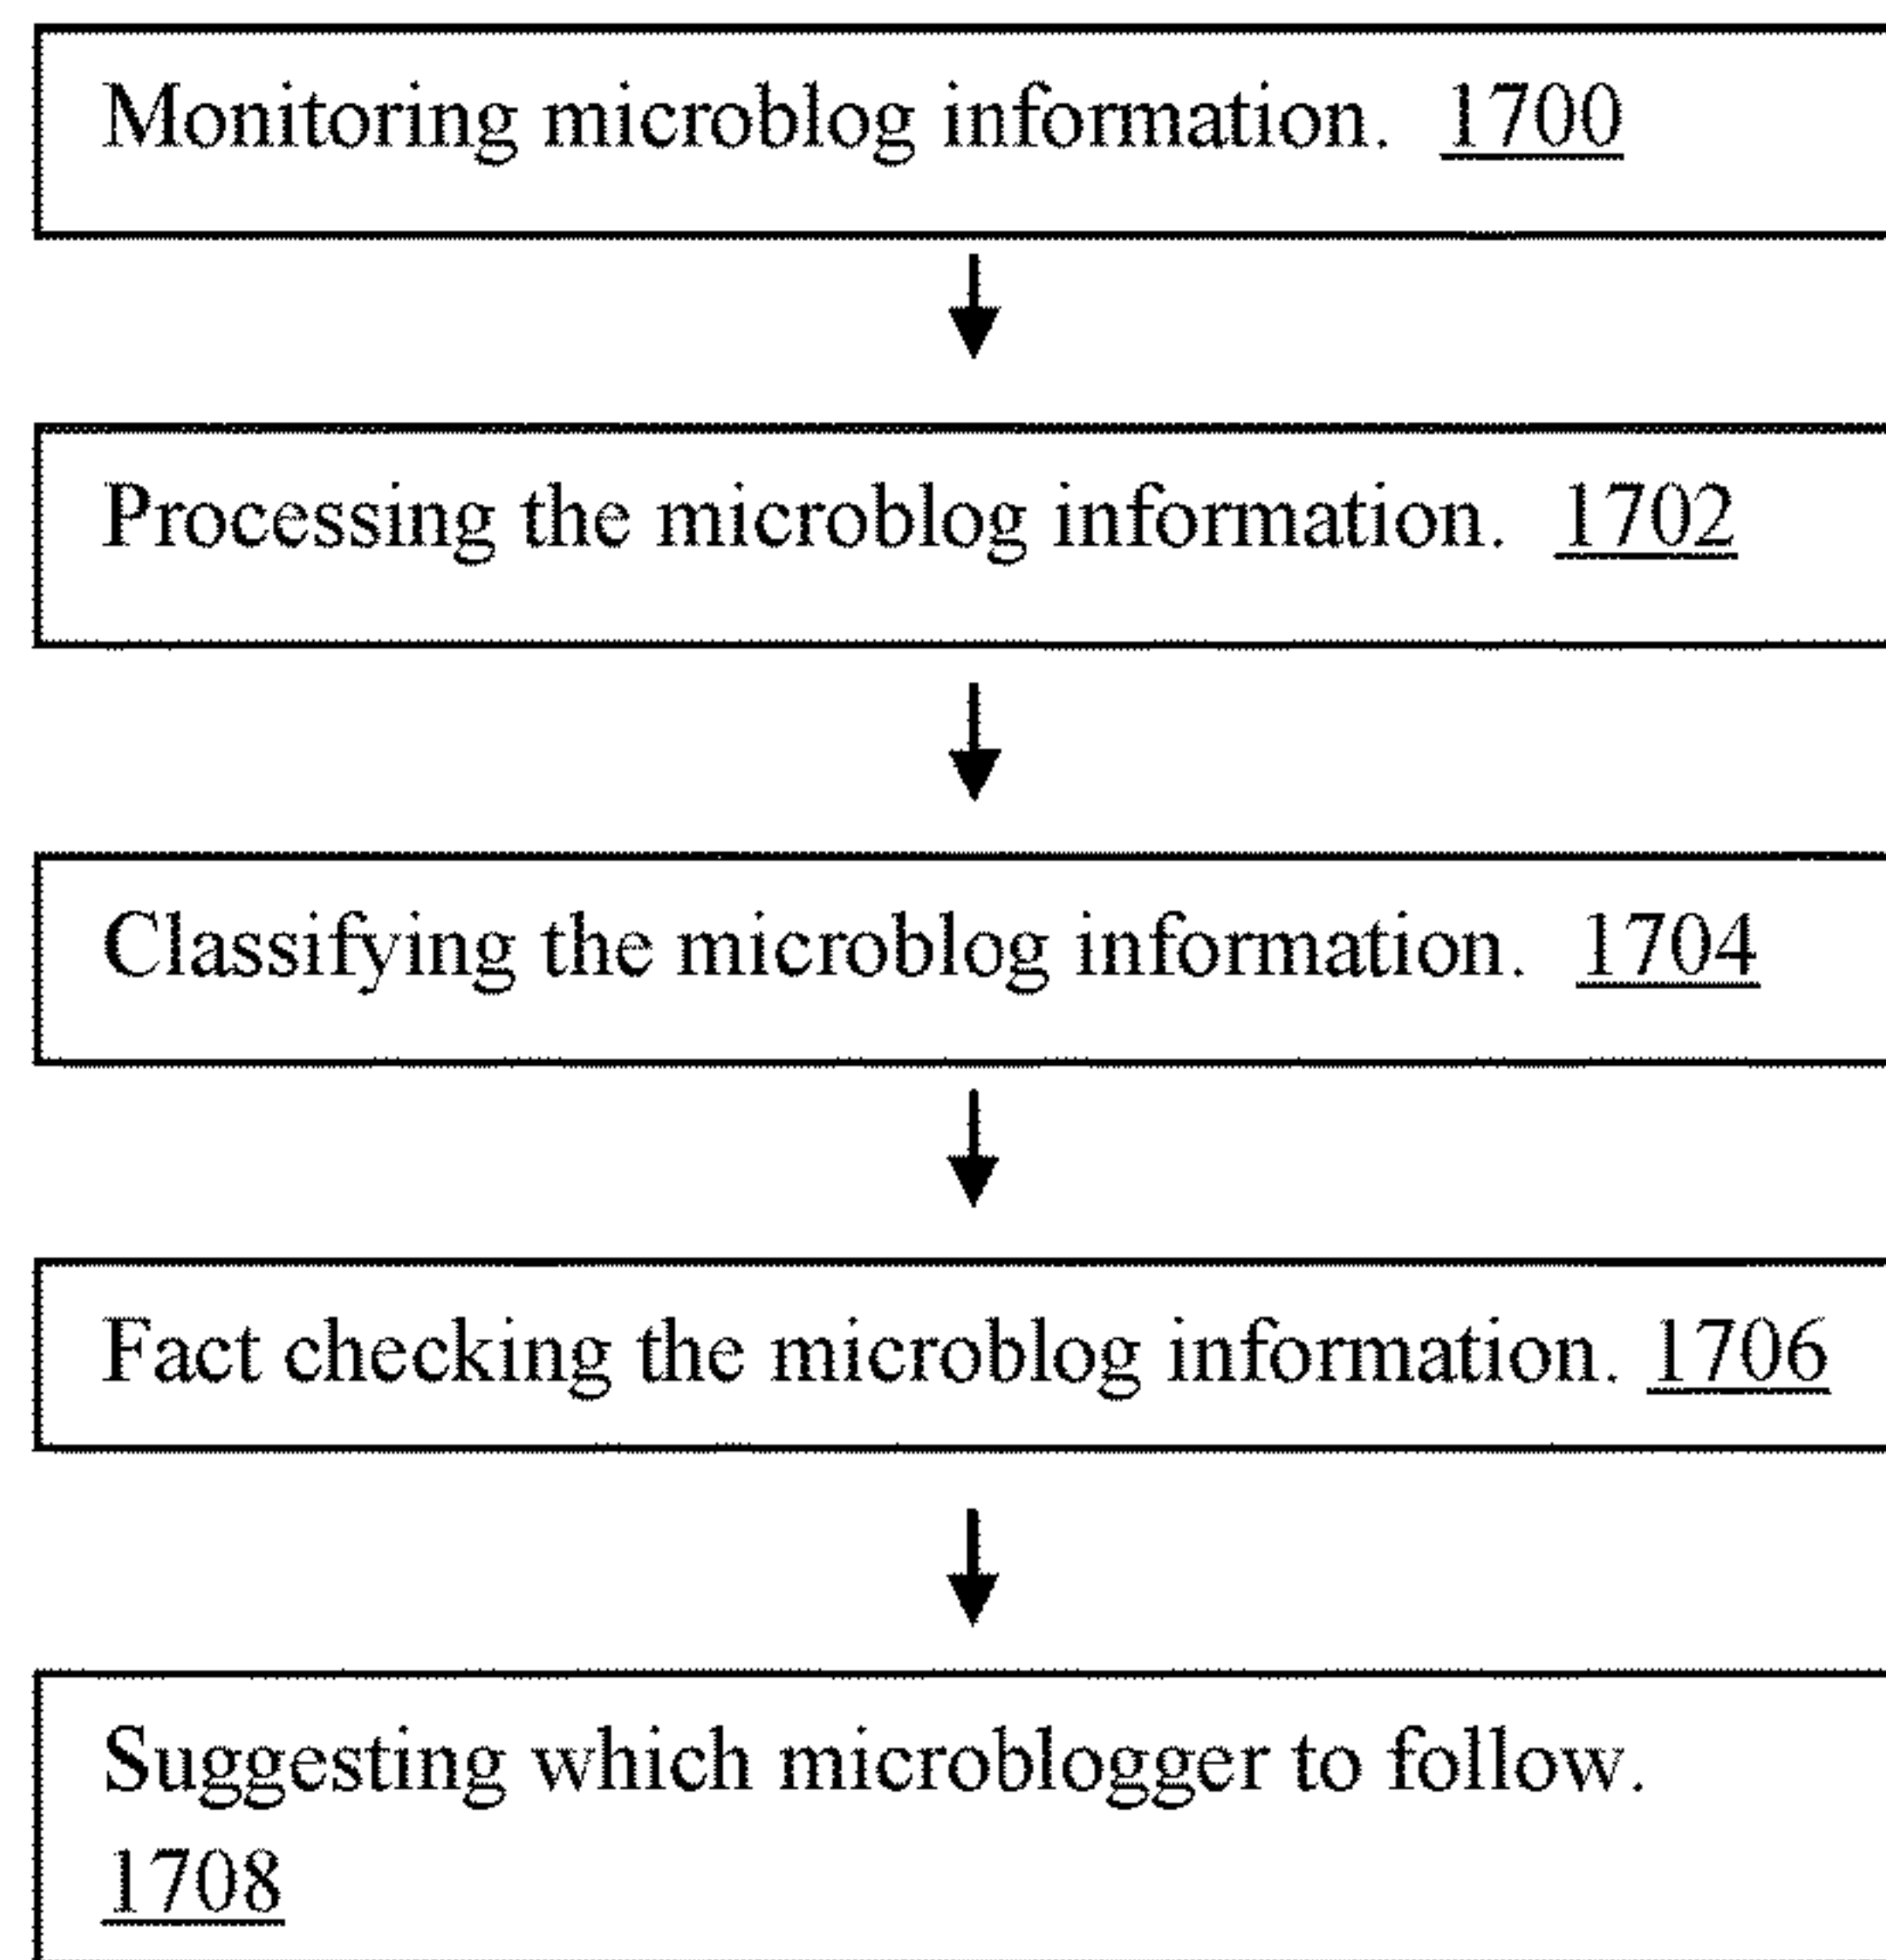 Monitoring microblog information. 1700
Processing the microblog information. 1702
Classifying the microblog information. 1704
Fact checking the microblog information. 1706
Suggesting which microblogger to follow.
1708